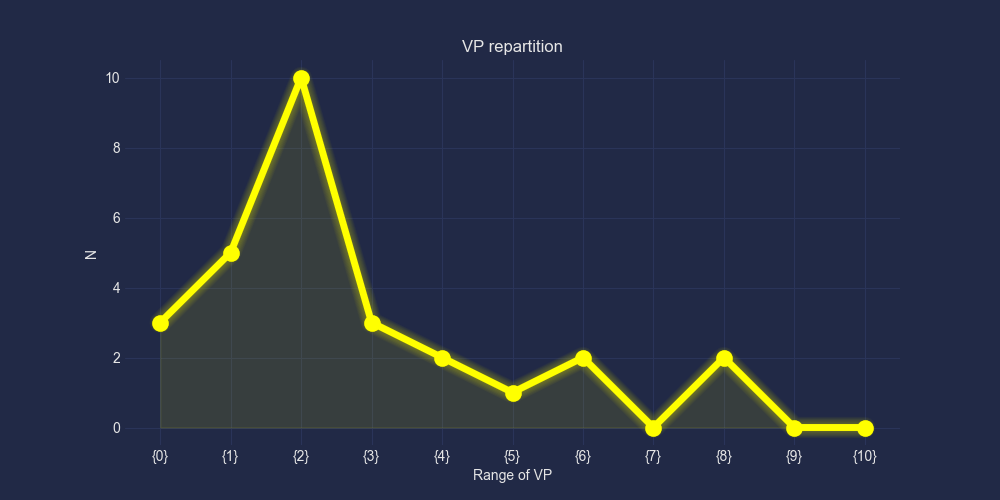 VP repartition
10
8
6
4
2
0
N
{0} {1} {2} {3} {4} {5} {6} {7} {8} {9} {10}
Range of VP